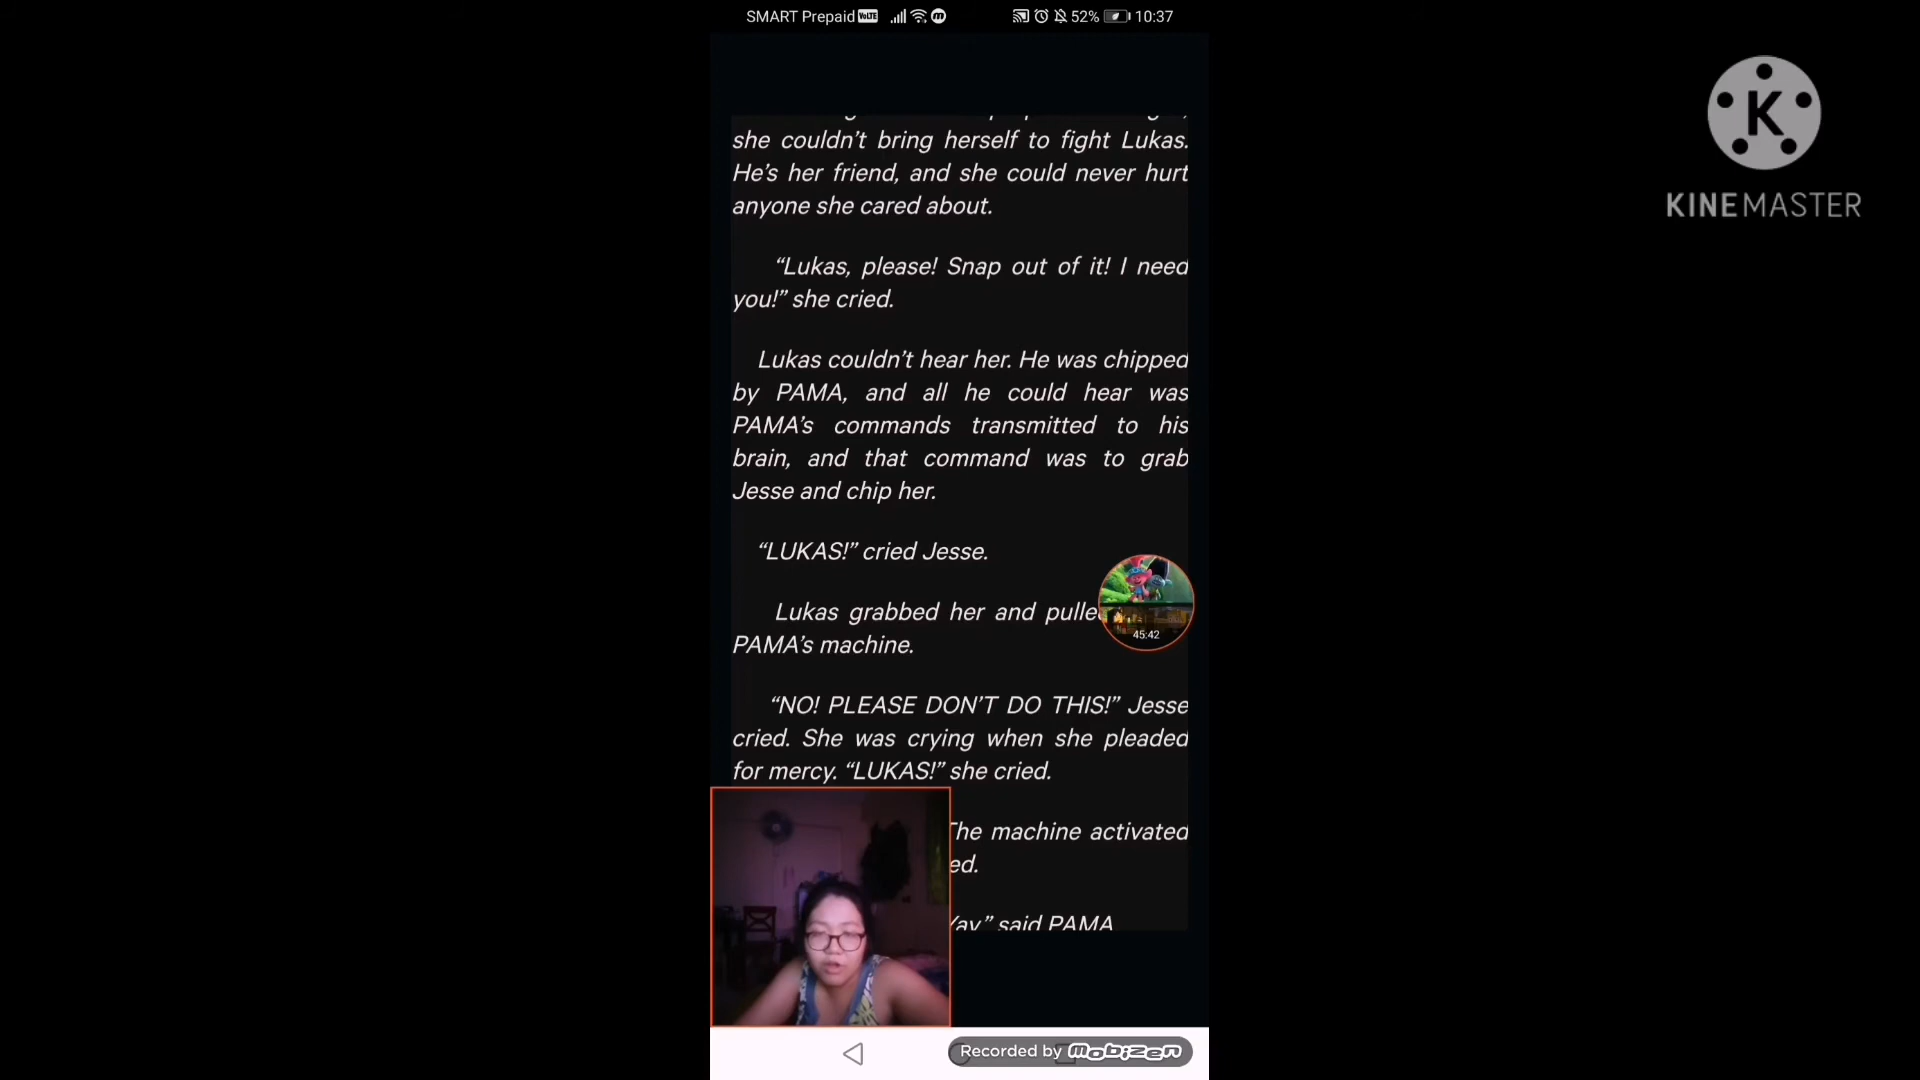 SMART Prepaid VoLTE 52% 10:37
K
KINEMASTER
she couldn't bring herself to fight Lukas.
He's her friend, and she could never hurt
anyone she cared about.
“Lukas, please! Snap out of it! I need
you!” she cried.
Lukas couldn't hear her. He was chipped
by PAMA, and all he could hear was
PAMA's commands transmitted to his
brain, and that command was to grab
Jesse and chip her.
“LUKAS!” cried Jesse.
Lukas grabbed her and pulled
PAMA's machine.
45:42
“NO! PLEASE DON'T DO THIS!” Jesse
cried. She was crying when she pleaded
for mercy. “LUKAS!” she cried.
The machine activated
ed.
Yay” said PAMA
Recorded by mobizen